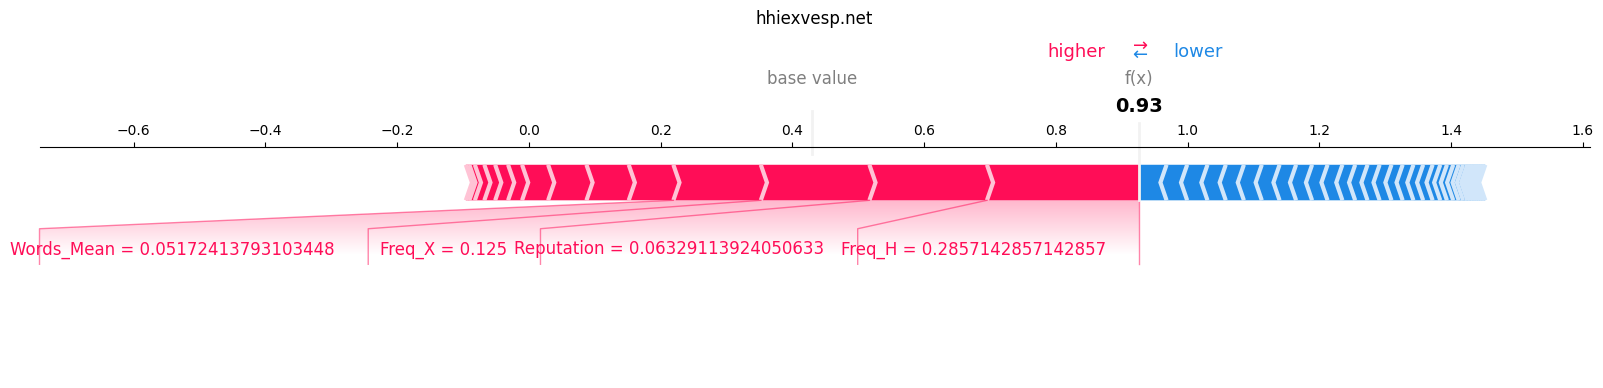 hhiexvesp.net
higher → lower
←
base value f(x)
0.93
−0.6 −0.4 −0.2 0.0 0.2 0.4 0.6 0.8 1.0 1.2 1.4 1.6
Words_Mean = 0.05172413793103448 Freq_X = 0.125 Reputation = 0.06329113924050633 Freq_H = 0.2857142857142857